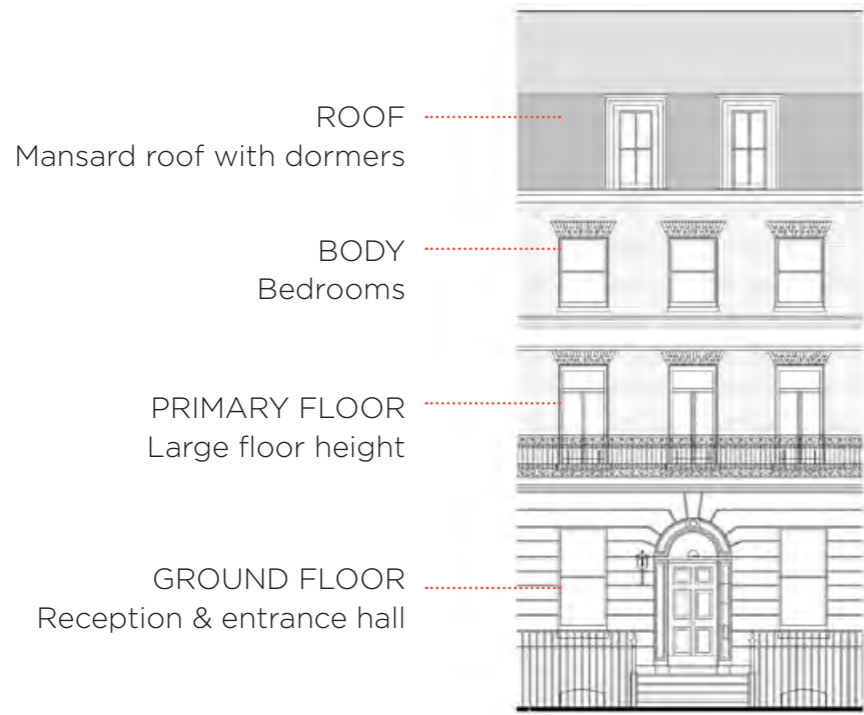 ROOF
Mansard roof with dormers
BODY
Bedrooms
PRIMARY FLOOR
Large floor height
GROUND FLOOR
Reception & entrance hall